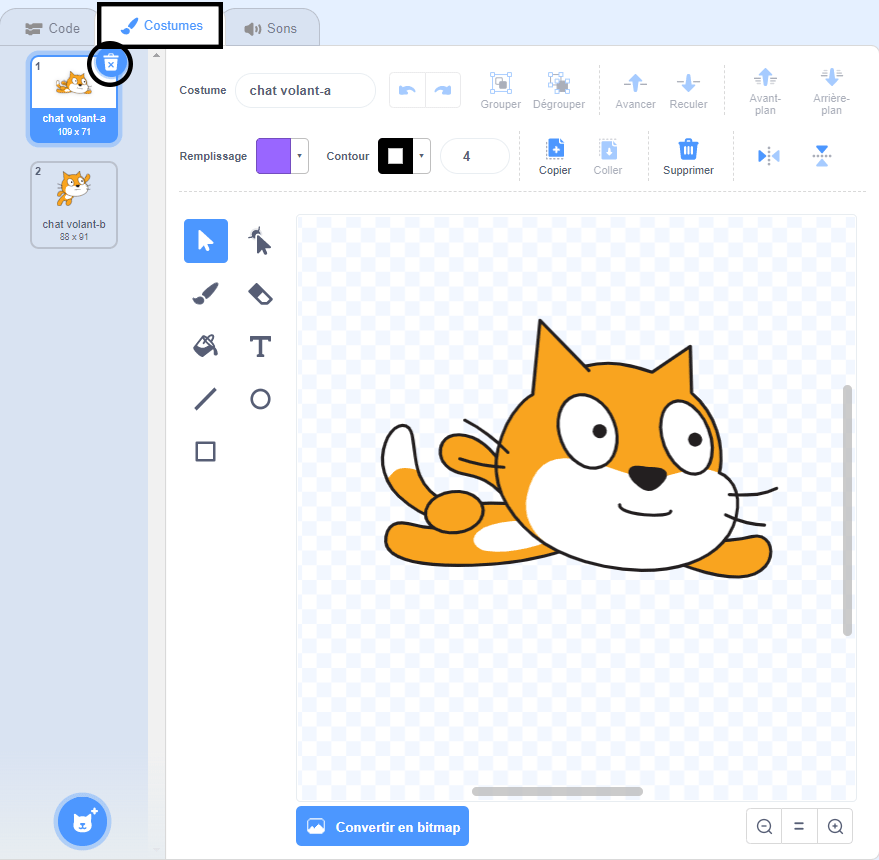 Code
Costumes
Sons
1
chat volant-a
109 x 71
2
chat volant-b
88 x 91
Costume
chat volant-a
Grouper
Dégrouper
Avancer
Reculer
Avant-
plan
Arrière-
plan
Remplissage
Contour
4
Copier
Coller
Supprimer
T
Convertir en bitmap